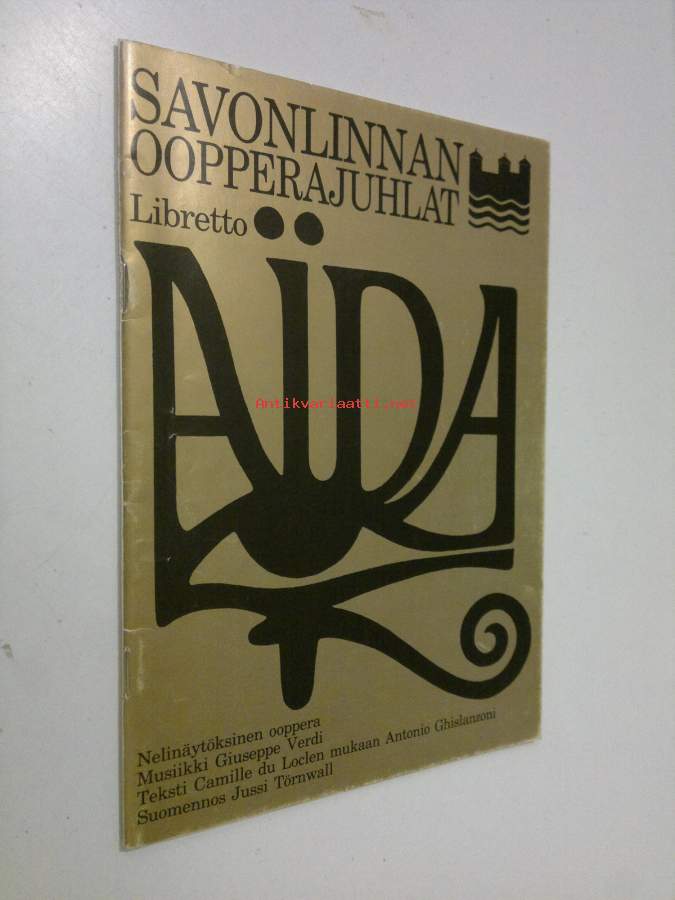 SAVONLINNAN
OOPPERAJUHLAT
Libretto
AÏDA
Antikvariaatti.net
Nelinäytöksinen ooppera
Musiikki Giuseppe Verdi
Teksti Camille du Loclen mukaan Antonio Ghislanzoni
Suomennos Jussi Törnwall